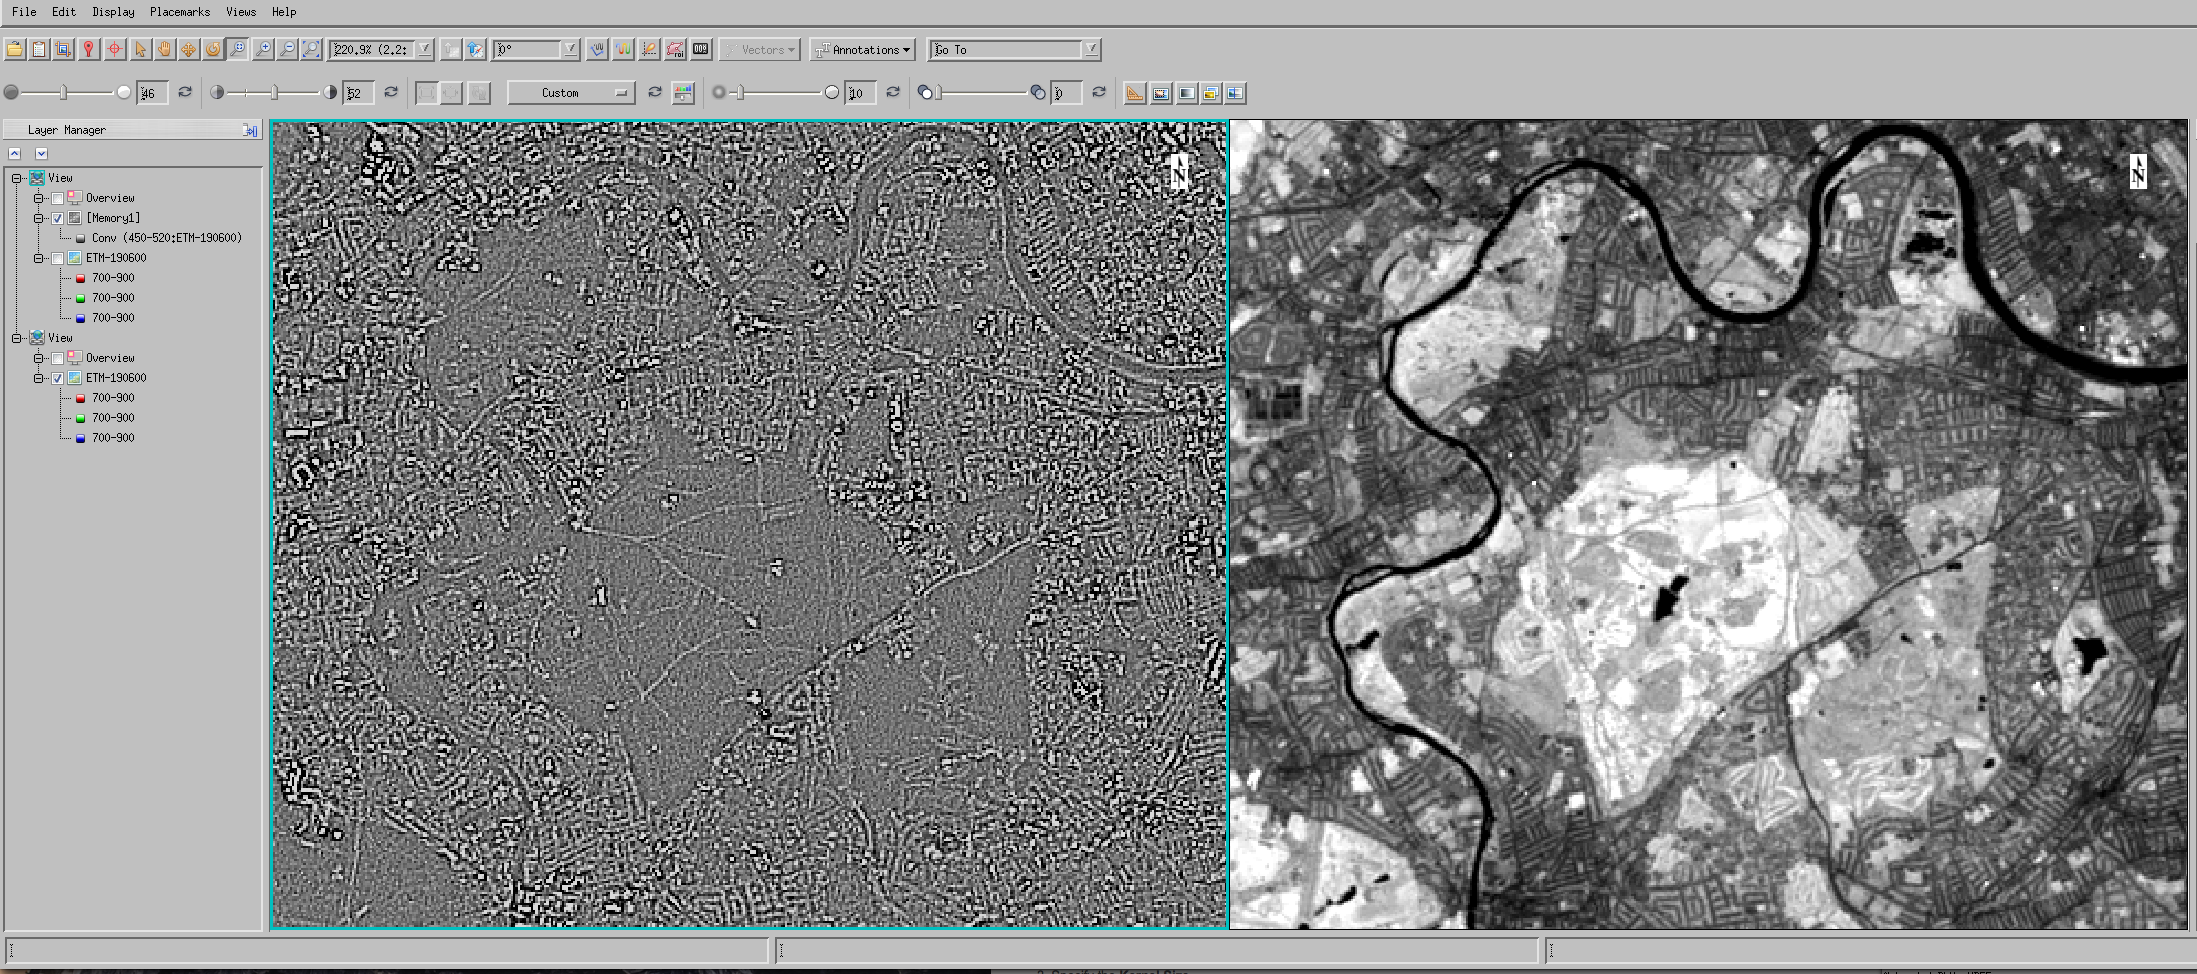 File Edit Display Placemarks Views Help
220.9% (2.2: 0° Vectors Annotations Go To
46 52 Custom 10 0
Layer Manager
View
Overview
[Memory1]
Conv (450-520:ETM-190600)
ETM-190600
700-900
700-900
700-900
View
Overview
ETM-190600
700-900
700-900
700-900
N
N